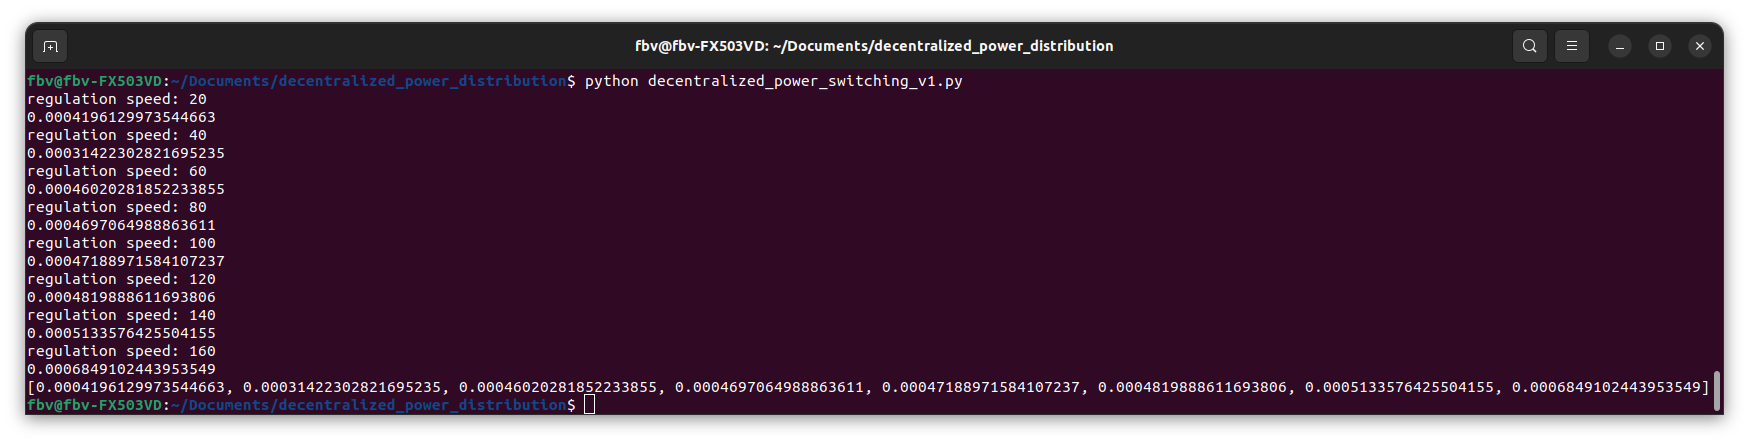 fbv@fbv-FX503VD: ~/Documents/decentralized_power_distribution
fbv@fbv-FX503VD:~/Documents/decentralized_power_distribution$ python decentralized_power_switching_v1.py
regulation speed: 20
0.0004196129973544663
regulation speed: 40
0.00031422302821695235
regulation speed: 60
0.00046020281852233855
regulation speed: 80
0.0004697064988863611
regulation speed: 100
0.00047188971584107237
regulation speed: 120
0.0004819888611693806
regulation speed: 140
0.0005133576425504155
regulation speed: 160
0.0006849102443953549
[0.0004196129973544663, 0.00031422302821695235, 0.00046020281852233855, 0.0004697064988863611, 0.00047188971584107237, 0.0004819888611693806, 0.0005133576425504155, 0.0006849102443953549]
fbv@fbv-FX503VD:~/Documents/decentralized_power_distribution$